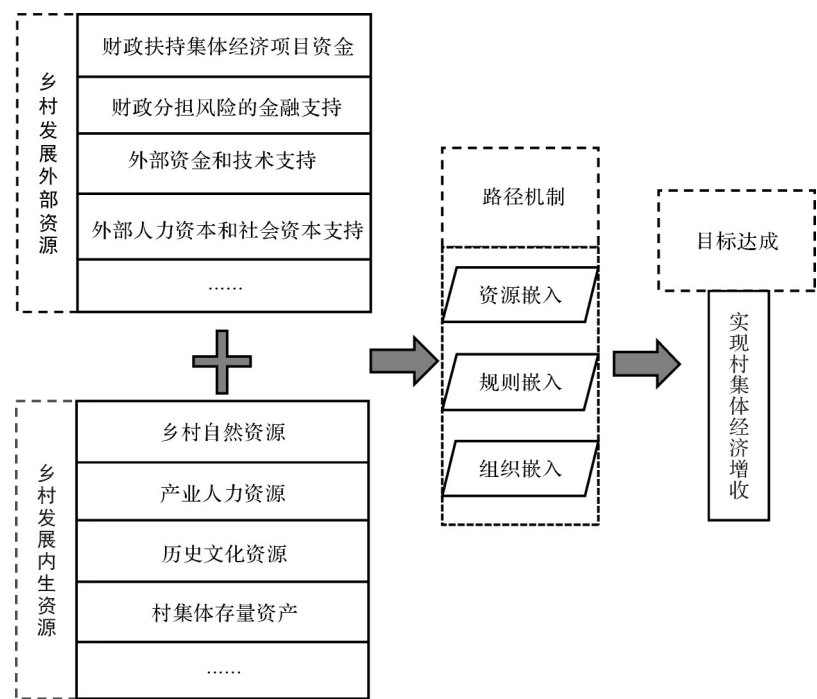 乡村发展外部资源
财政扶持集体经济项目资金
财政分担风险的金融支持
外部资金和技术支持
外部人力资本和社会资本支持
......
乡村发展内生资源
乡村自然资源
产业人力资源
历史文化资源
村集体存量资产
......
路径机制
资源嵌入
规则嵌入
组织嵌入
目标达成
实现村集体经济增收